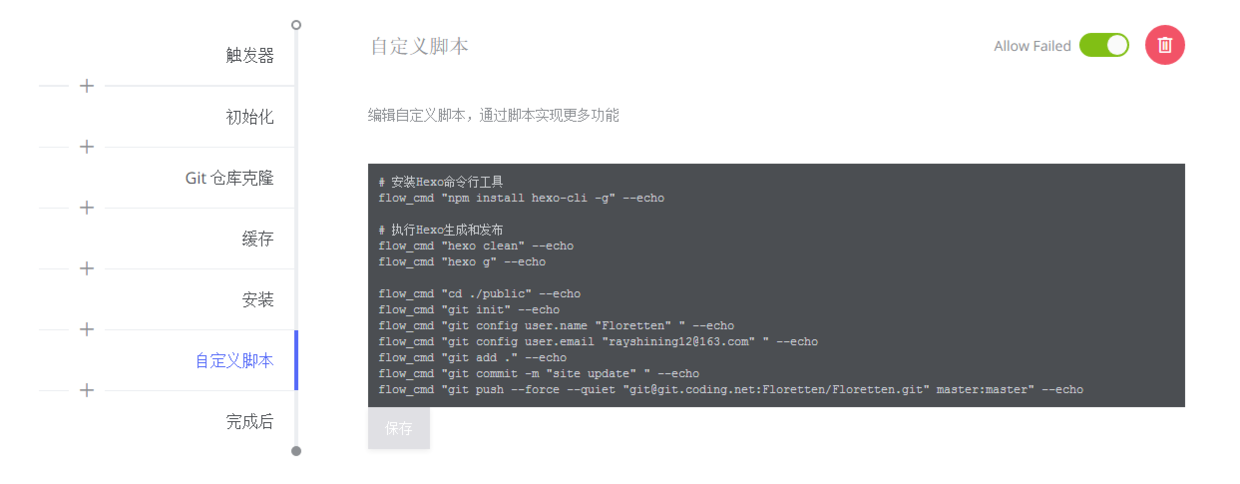 触发器
初始化
Git 仓库克隆
缓存
安装
自定义脚本
完成后
自定义脚本
Allow Failed
编辑自定义脚本，通过脚本实现更多功能
# 安装Hexo命令行工具
flow_cmd "npm install hexo-cli -g" --echo
# 执行Hexo生成和发布
flow_cmd "hexo clean" --echo
flow_cmd "hexo g" --echo
flow_cmd "cd ./public" --echo
flow_cmd "git init" --echo
flow_cmd "git config user.name "Floretten" " --echo
flow_cmd "git config user.email "rayshining12@163.com" " --echo
flow_cmd "git add ." --echo
flow_cmd "git commit -m "site update" " --echo
flow_cmd "git push --force --quiet "git@git.coding.net:Floretten/Floretten.git" master:master" --echo
保存